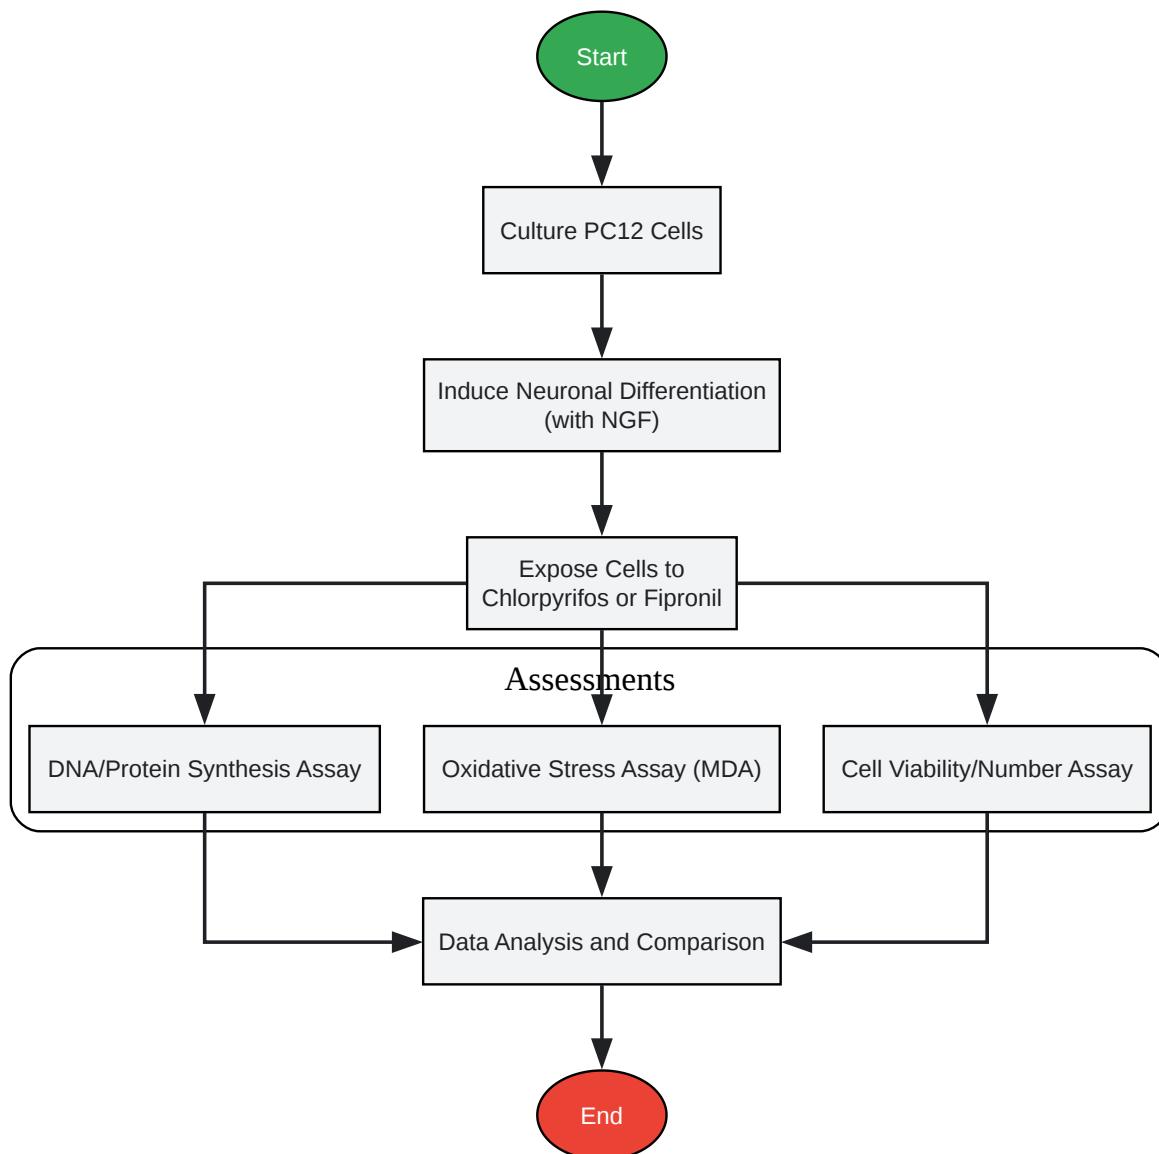 Start
Culture PC12 Cells
Induce Neuronal Differentiation
(with NGF)
Expose Cells to
Chlorpyrifos or Fipronil
Assessments
DNA/Protein Synthesis Assay
Oxidative Stress Assay (MDA)
Cell Viability/Number Assay
Data Analysis and Comparison
End